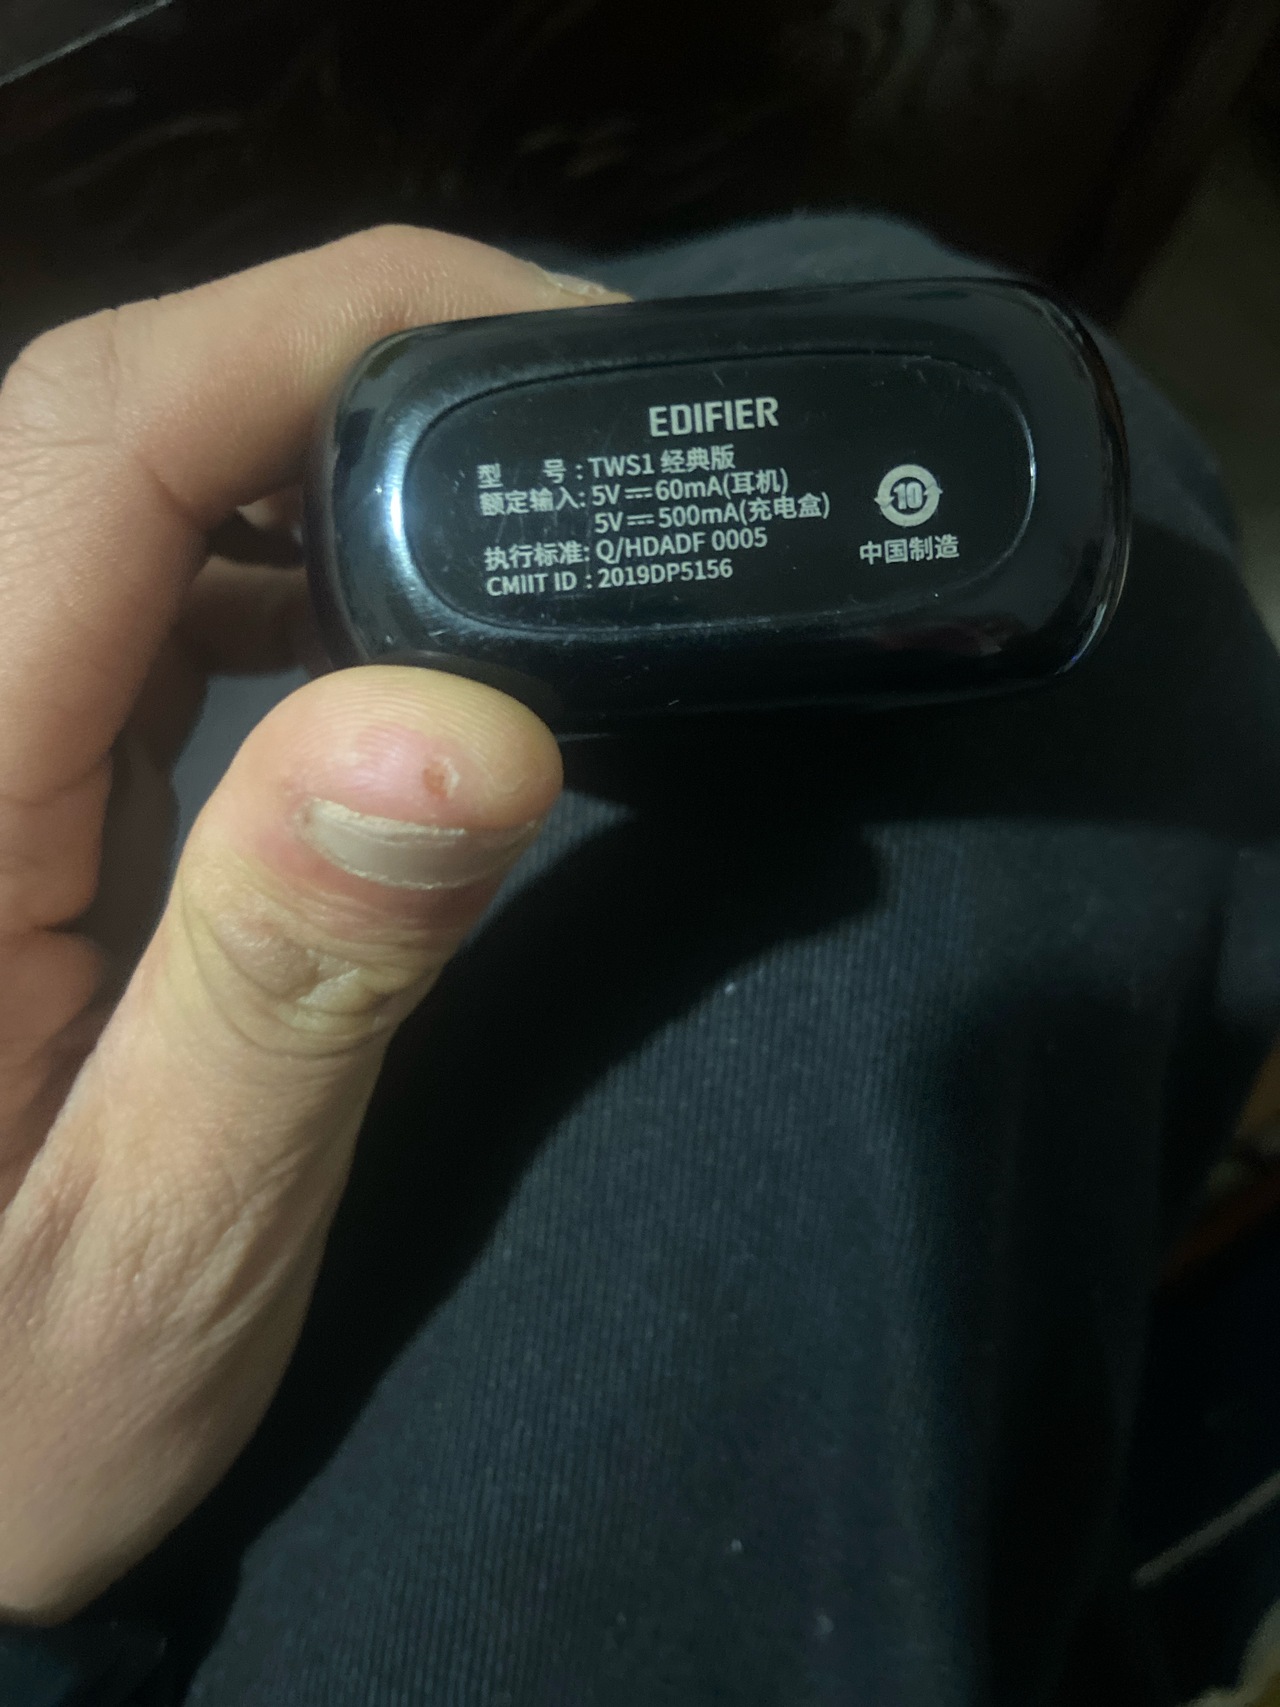 EDIFIER
型 号 : TWS1 经典版
额定输入: 5V⎓60mA(耳机)
5V⎓500mA(充电盒)
执行标准: Q/HDADF 0005
CMIIT ID : 2019DP5156
10
中国制造